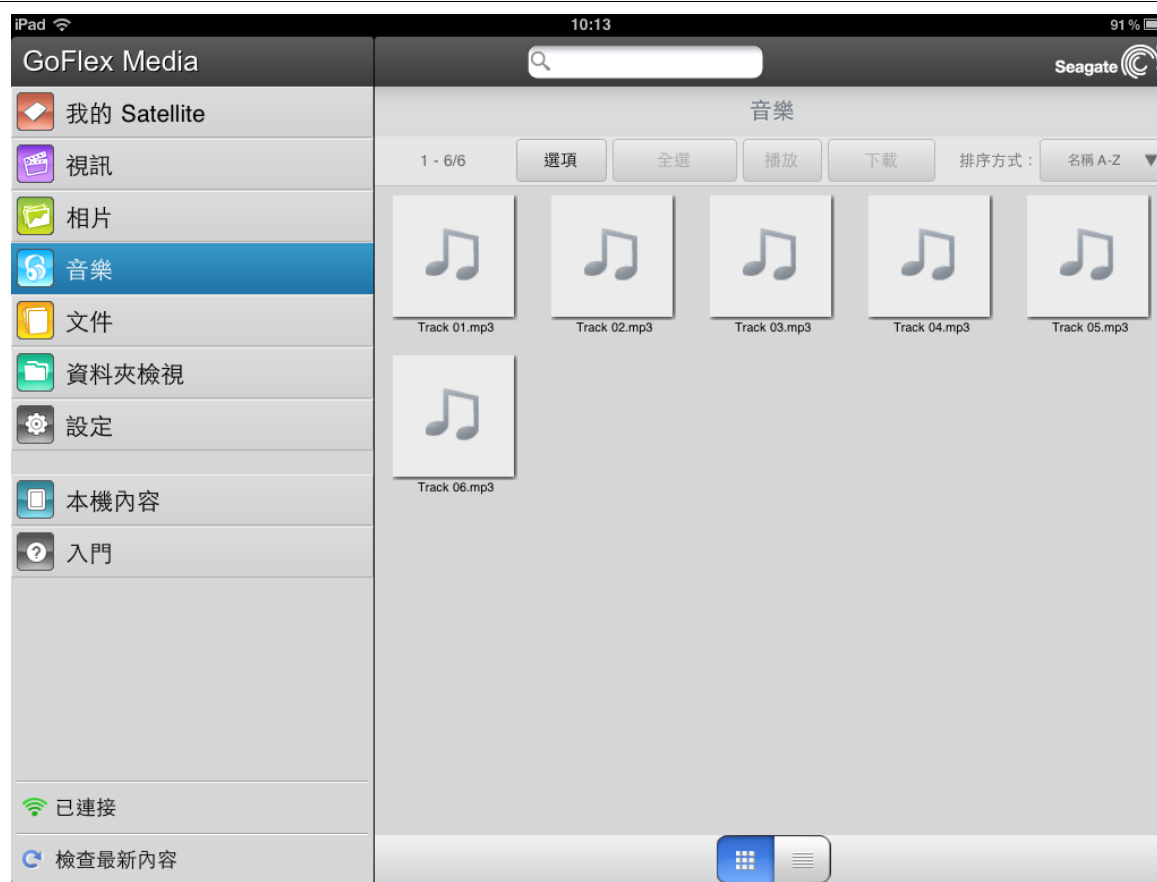 iPad 10:13 91 %
GoFlex Media
Seagate
我的 Satellite
視訊
相片
音樂
文件
資料夾檢視
設定
本機內容
入門
已連接
檢查最新內容
音樂
1 - 6/6 選項 全選 播放 下載 排序方式： 名稱 A-Z ▼
Track 01.mp3 Track 02.mp3 Track 03.mp3 Track 04.mp3 Track 05.mp3
Track 06.mp3